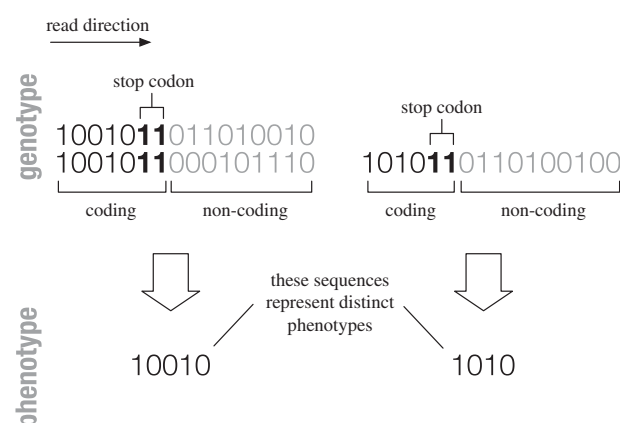 read direction
genotype
stop codon
1001011011010010
1001011000101110
coding
non-coding
stop codon
1010110110100100
coding
non-coding
these sequences
represent distinct
phenotypes
phenotype
10010
1010